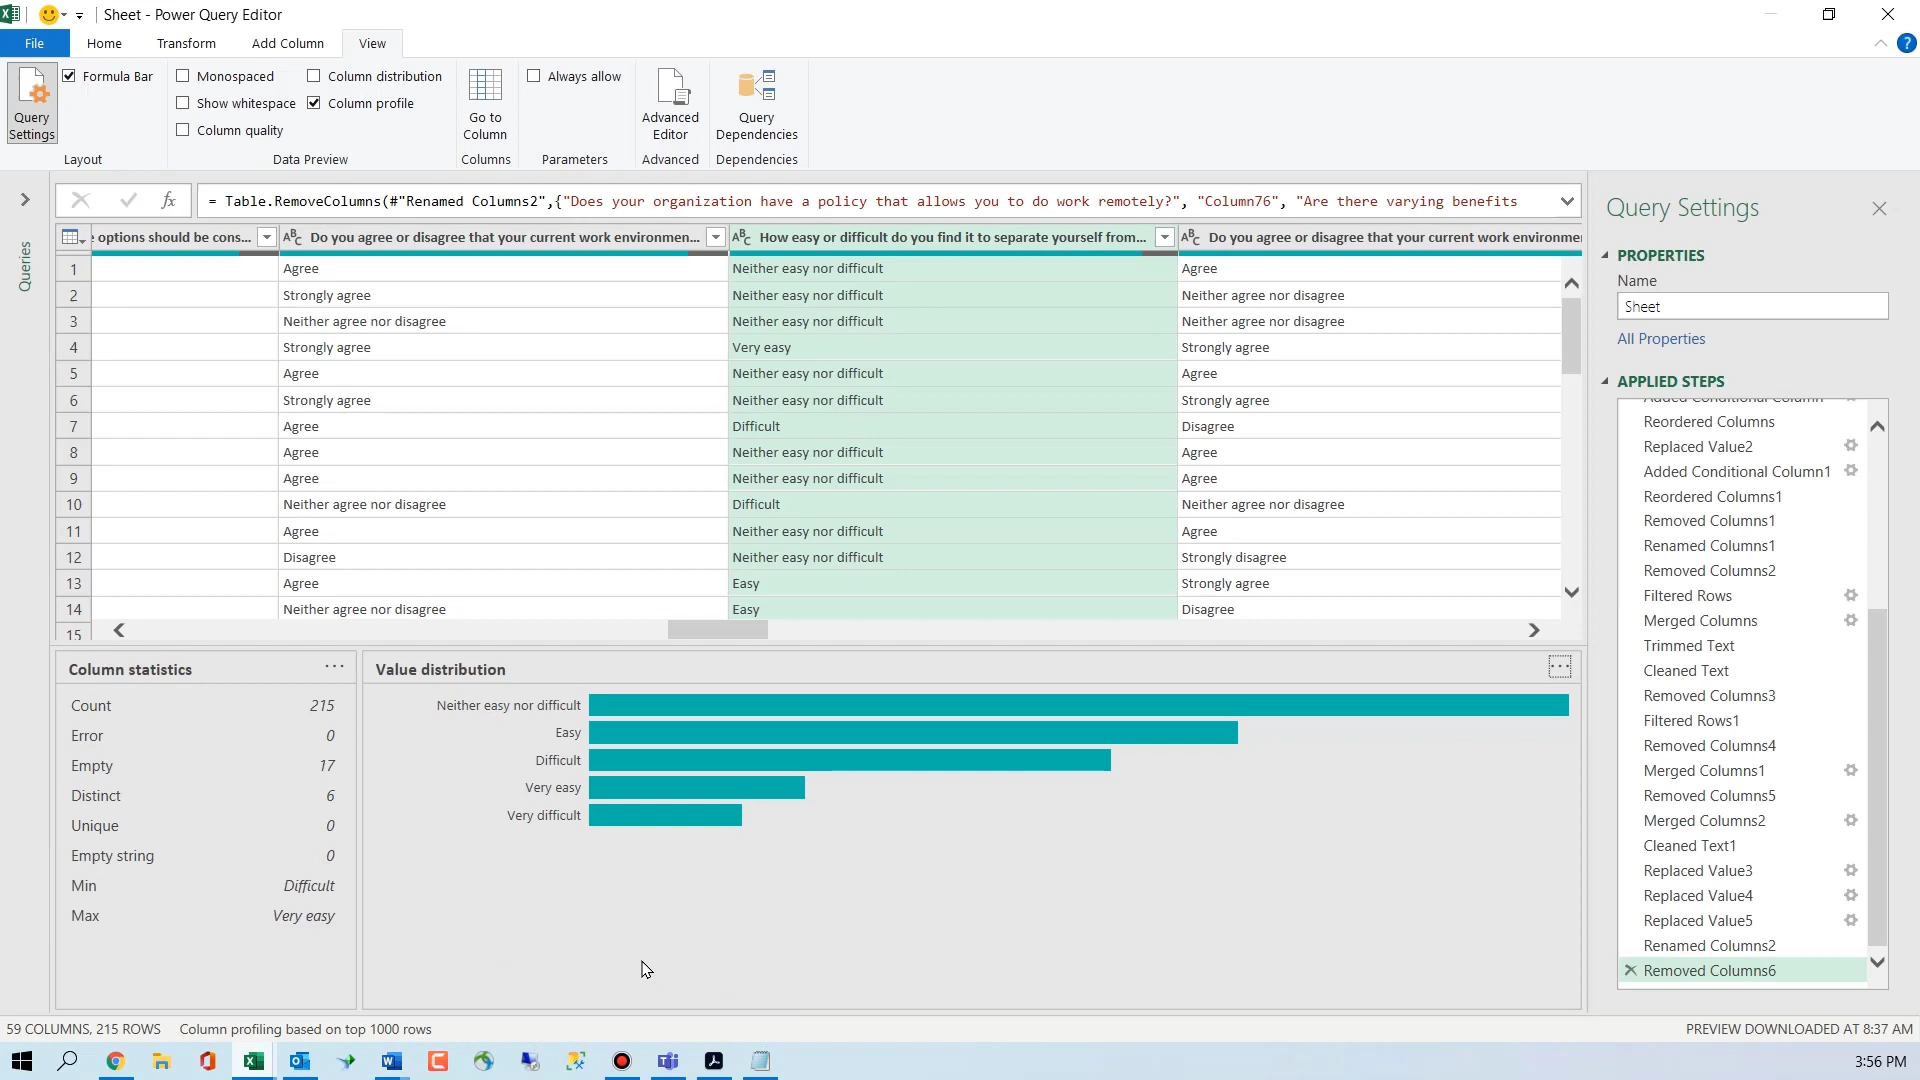 Sheet - Power Query Editor
File Home Transform Add Column View
Formula Bar
Monospaced
Column distribution
Always allow
Show whitespace
Column profile
Column quality
Query Settings
Go to Column
Advanced Editor
Query Dependencies
Layout Data Preview Columns Parameters Advanced Dependencies
fx = Table.RemoveColumns(#"Renamed Columns2",{"Does your organization have a policy that allows you to do work remotely?", "Column76", "Are there varying benefits
Queries
options should be cons... ABC Do you agree or disagree that your current work environmen... ABC How easy or difficult do you find it to separate yourself from... ABC Do you agree or disagree that your current work environme
1 Agree Neither easy nor difficult Agree
2 Strongly agree Neither easy nor difficult Neither agree nor disagree
3 Neither agree nor disagree Neither easy nor difficult Neither agree nor disagree
4 Strongly agree Very easy Strongly agree
5 Agree Neither easy nor difficult Agree
6 Strongly agree Neither easy nor difficult Strongly agree
7 Agree Difficult Disagree
8 Agree Neither easy nor difficult Agree
9 Agree Neither easy nor difficult Agree
10 Neither agree nor disagree Difficult Neither agree nor disagree
11 Agree Neither easy nor difficult Agree
12 Disagree Neither easy nor difficult Strongly disagree
13 Agree Easy Strongly agree
14 Neither agree nor disagree Easy Disagree
15
Column statistics ...
Count 215
Error 0
Empty 17
Distinct 6
Unique 0
Empty string 0
Min Difficult
Max Very easy
Value distribution ...
Neither easy nor difficult
Easy
Difficult
Very easy
Very difficult
Query Settings
PROPERTIES
Name
Sheet
All Properties
APPLIED STEPS
Added Conditional Column
Reordered Columns
Replaced Value2
Added Conditional Column1
Reordered Columns1
Removed Columns1
Renamed Columns1
Removed Columns2
Filtered Rows
Merged Columns
Trimmed Text
Cleaned Text
Removed Columns3
Filtered Rows1
Removed Columns4
Merged Columns1
Removed Columns5
Merged Columns2
Cleaned Text1
Replaced Value3
Replaced Value4
Replaced Value5
Renamed Columns2
Removed Columns6
59 COLUMNS, 215 ROWS Column profiling based on top 1000 rows PREVIEW DOWNLOADED AT 8:37 AM
3:56 PM